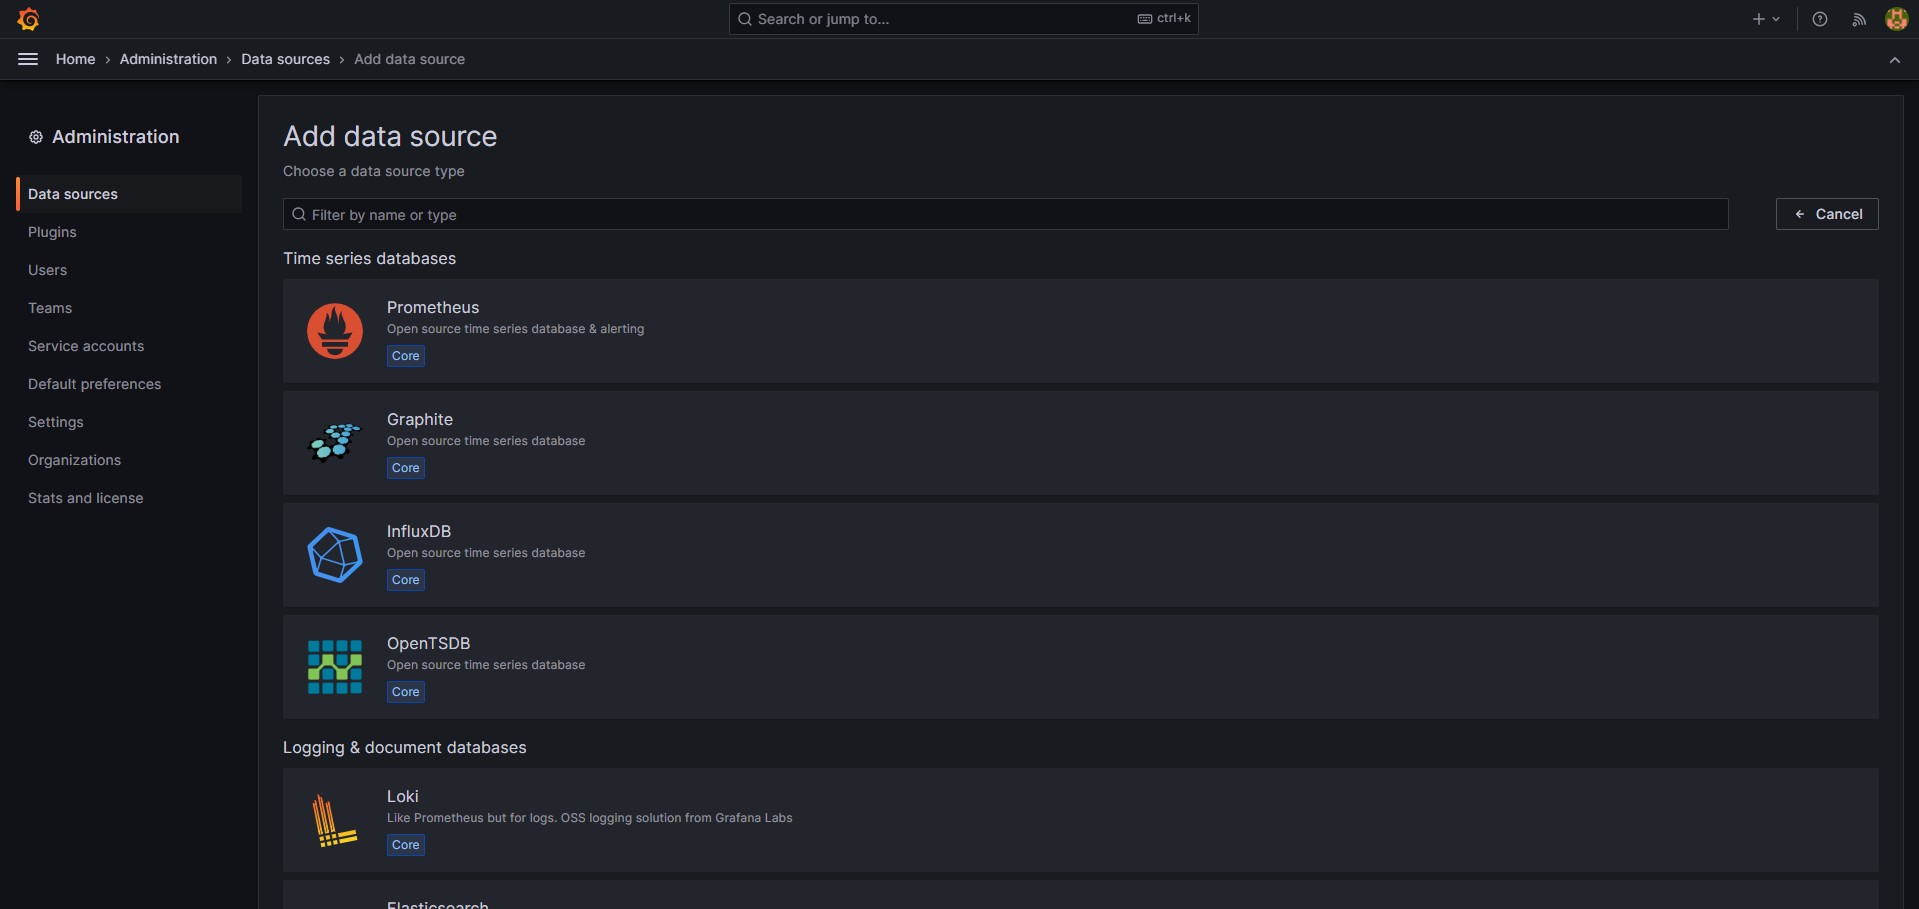 Search or jump to...
ctrl+k
Home › Administration › Data sources › Add data source
Administration
Data sources
Plugins
Users
Teams
Service accounts
Default preferences
Settings
Organizations
Stats and license
Add data source
Choose a data source type
Filter by name or type
Cancel
Time series databases
Prometheus
Open source time series database & alerting
Core
Graphite
Open source time series database
Core
InfluxDB
Open source time series database
Core
OpenTSDB
Open source time series database
Core
Logging & document databases
Loki
Like Prometheus but for logs. OSS logging solution from Grafana Labs
Core
Elasticsearch